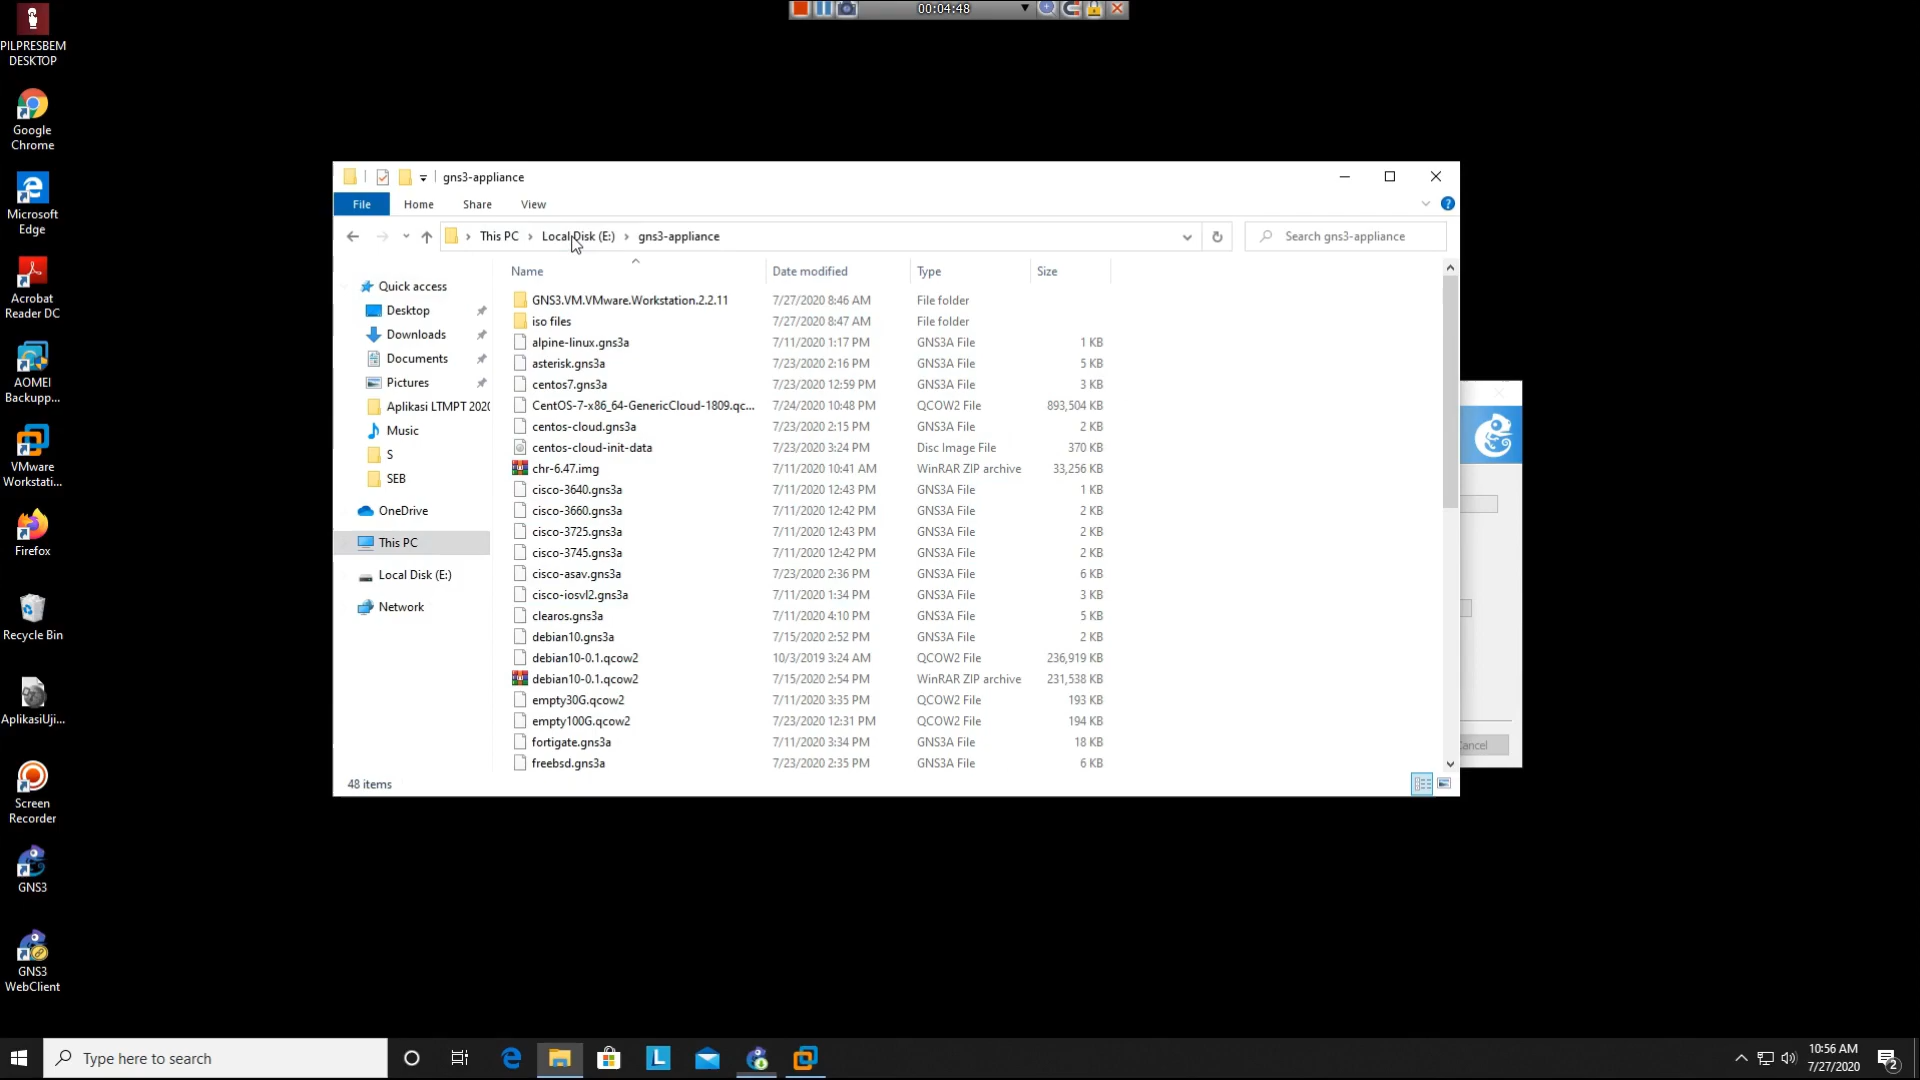 00:04:48
PILPRESBEM
DESKTOP
Google
Chrome
Microsoft
Edge
Acrobat
Reader DC
AOMEI
Backupp...
VMware
Workstati...
Firefox
Recycle Bin
AplikasiUji...
Screen
Recorder
GNS3
GNS3
WebClient
gns3-appliance
File Home Share View
This PC Local Disk (E:) gns3-appliance
Search gns3-appliance
Quick access
Desktop
Downloads
Documents
Pictures
Aplikasi LTMPT 2020
Music
S
SEB
OneDrive
This PC
Local Disk (E:)
Network
Name Date modified Type Size
GNS3.VM.VMware.Workstation.2.2.11 7/27/2020 8:46 AM File folder
iso files 7/27/2020 8:47 AM File folder
alpine-linux.gns3a 7/11/2020 1:17 PM GNS3A File 1 KB
asterisk.gns3a 7/23/2020 2:16 PM GNS3A File 5 KB
centos7.gns3a 7/23/2020 12:59 PM GNS3A File 3 KB
CentOS-7-x86_64-GenericCloud-1809.qc... 7/24/2020 10:48 PM QCOW2 File 893,504 KB
centos-cloud.gns3a 7/23/2020 2:15 PM GNS3A File 2 KB
centos-cloud-init-data 7/23/2020 3:24 PM Disc Image File 370 KB
chr-6.47.img 7/11/2020 10:41 AM WinRAR ZIP archive 33,256 KB
cisco-3640.gns3a 7/11/2020 12:43 PM GNS3A File 1 KB
cisco-3660.gns3a 7/11/2020 12:42 PM GNS3A File 2 KB
cisco-3725.gns3a 7/11/2020 12:43 PM GNS3A File 2 KB
cisco-3745.gns3a 7/11/2020 12:42 PM GNS3A File 2 KB
cisco-asav.gns3a 7/23/2020 2:36 PM GNS3A File 6 KB
cisco-iosvl2.gns3a 7/11/2020 1:34 PM GNS3A File 3 KB
clearos.gns3a 7/11/2020 4:10 PM GNS3A File 5 KB
debian10.gns3a 7/15/2020 2:52 PM GNS3A File 2 KB
debian10-0.1.qcow2 10/3/2019 3:24 AM QCOW2 File 236,919 KB
debian10-0.1.qcow2 7/15/2020 2:54 PM WinRAR ZIP archive 231,538 KB
empty30G.qcow2 7/11/2020 3:35 PM QCOW2 File 193 KB
empty100G.qcow2 7/23/2020 12:31 PM QCOW2 File 194 KB
fortigate.gns3a 7/11/2020 3:34 PM GNS3A File 18 KB
freebsd.gns3a 7/23/2020 2:35 PM GNS3A File 6 KB
48 items
Cancel
Type here to search
10:56 AM
7/27/2020
2